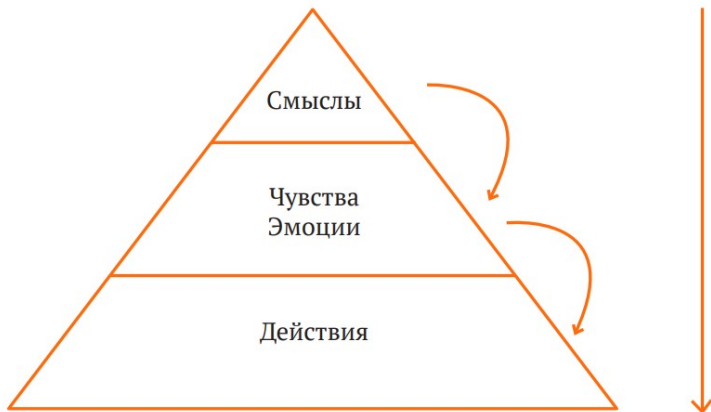 Смыслы
Чувства
Эмоции
Действия